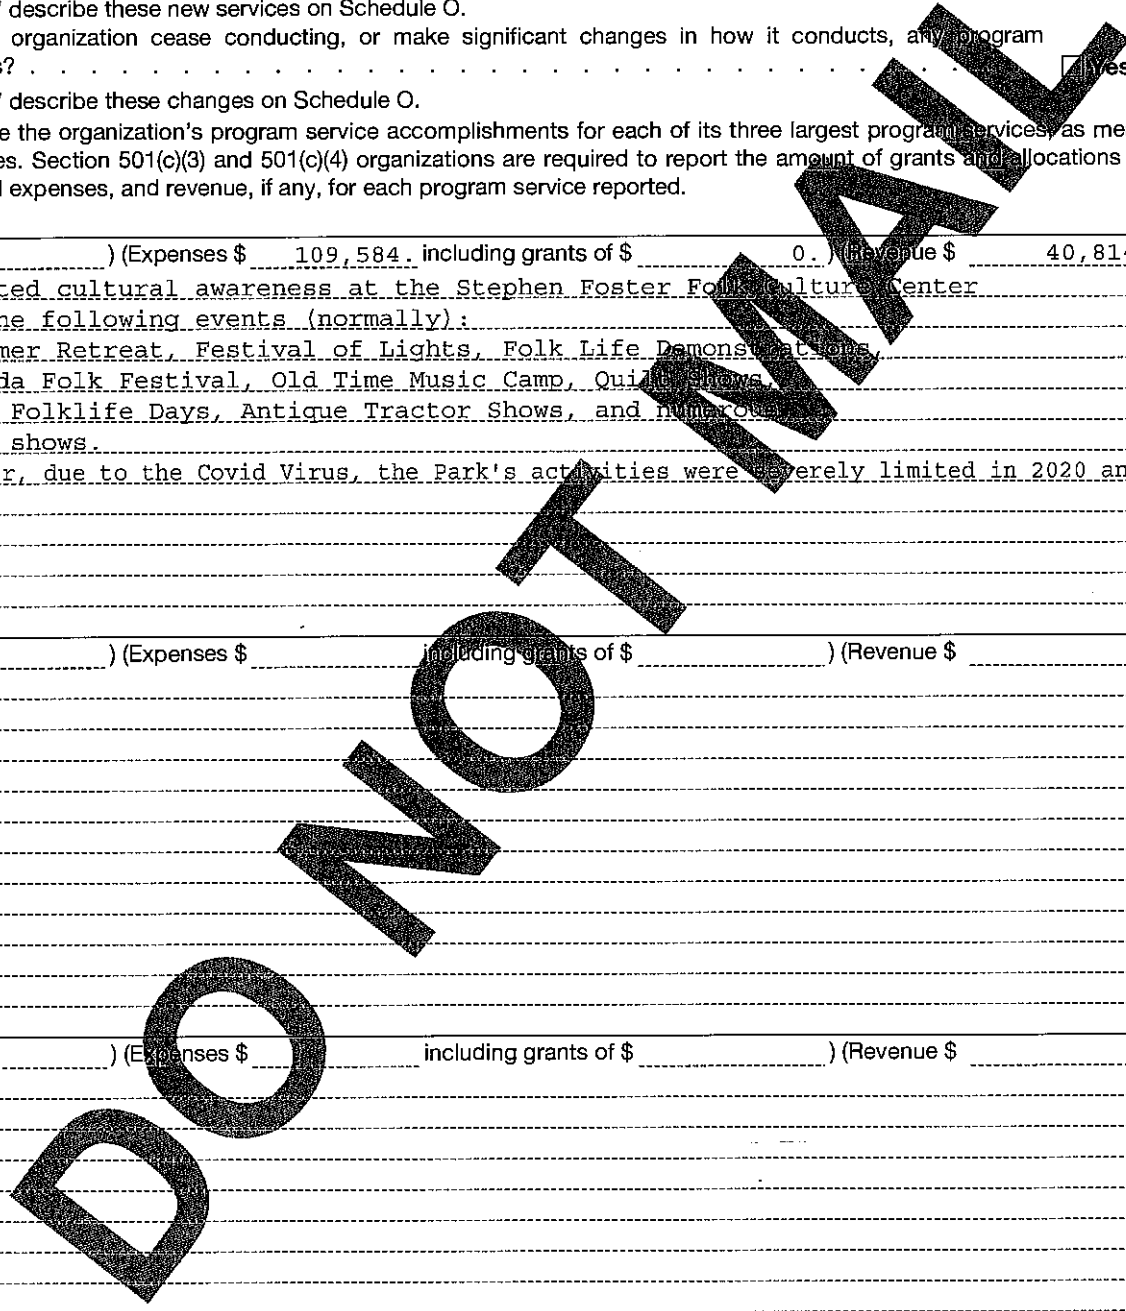 describe these new services on Schedule O.
organization cease conducting, or make significant changes in how it conducts, any program
s? . . . . . . . . . . . . . . . . . . . . . . . . . . . . . . Yes
describe these changes on Schedule O.
e the organization's program service accomplishments for each of its three largest program services, as me
es. Section 501(c)(3) and 501(c)(4) organizations are required to report the amount of grants and allocations
l expenses, and revenue, if any, for each program service reported.
) (Expenses $ 109,584. including grants of $ 0. ) (Revenue $ 40,81
ted cultural awareness at the Stephen Foster Folk Culture Center
he following events (normally):
mer Retreat, Festival of Lights, Folk Life Demonstrations,
da Folk Festival, Old Time Music Camp, Quilt Shows,
Folklife Days, Antique Tractor Shows, and numerous
shows.
r, due to the Covid Virus, the Park's activities were severely limited in 2020 an
) (Expenses $ including grants of $ ) (Revenue $
) (Expenses $ including grants of $ ) (Revenue $
DO NOT MAIL